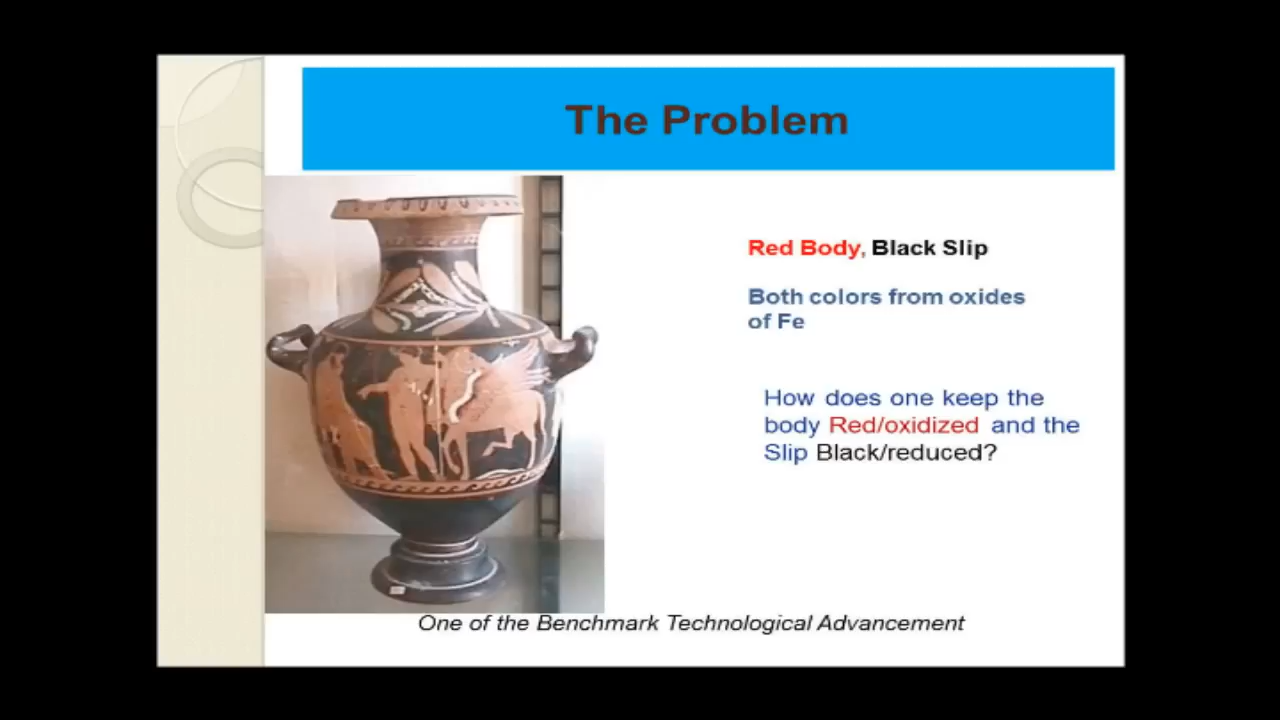 The Problem
Red Body, Black Slip
Both colors from oxides
of Fe
How does one keep the
body Red/oxidized and the
Slip Black/reduced?
One of the Benchmark Technological Advancement